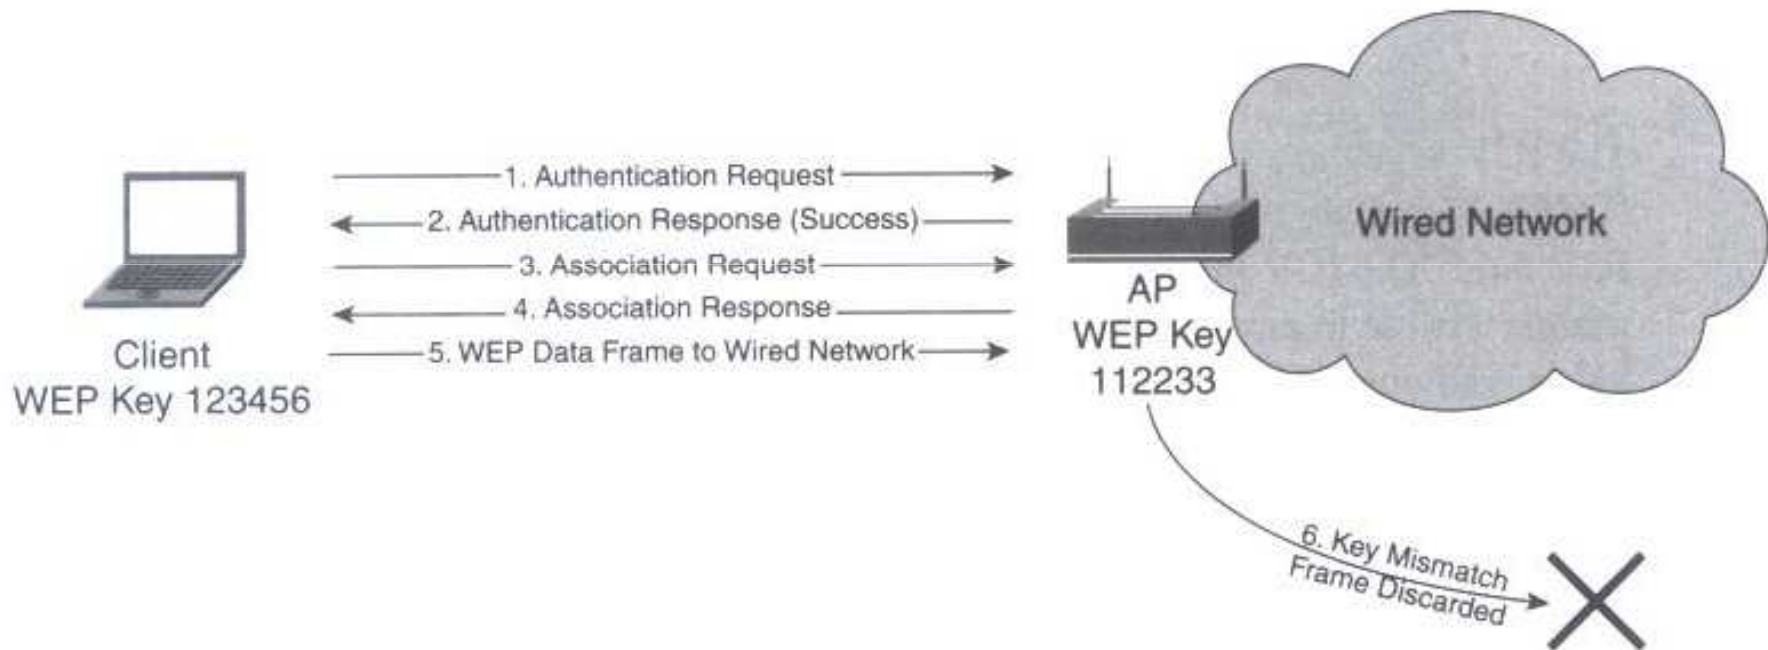 1. Authentication Request
2. Authentication Response (Success)
3. Association Request
4. Association Response
5. WEP Data Frame to Wired Network
Client
WEP Key 123456
Wired Network
AP
WEP Key
112233
6. Key Mismatch
Frame Discarded